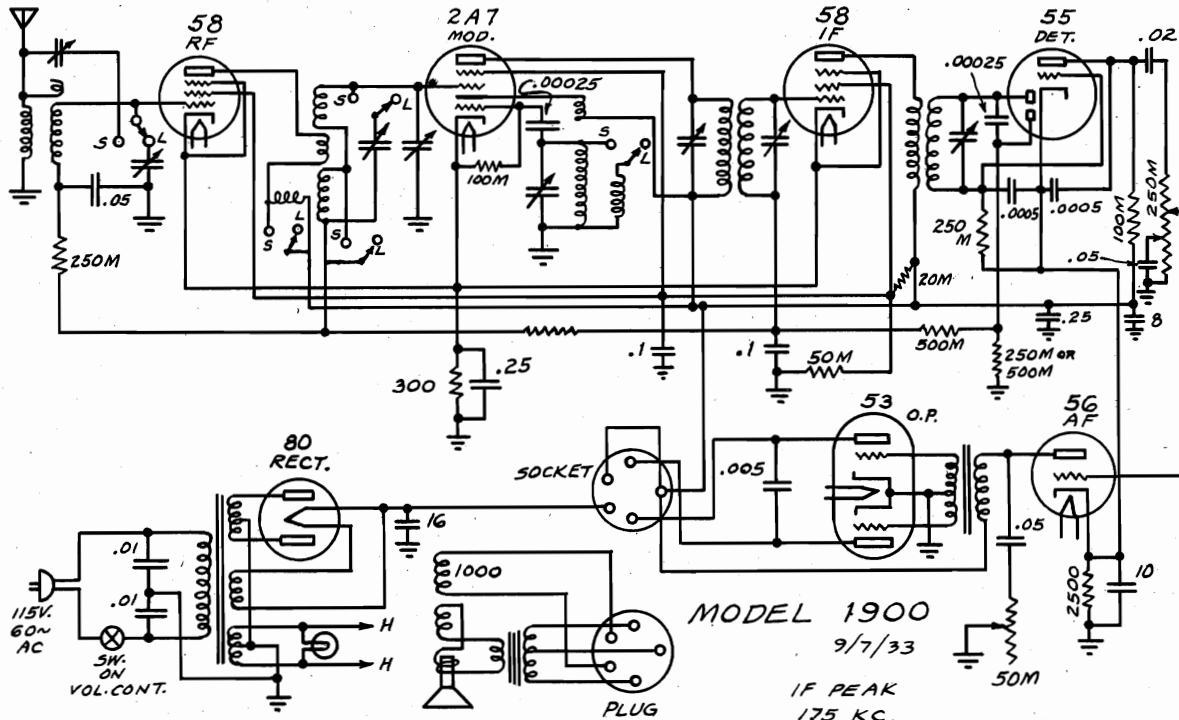 58
RF
2A7
MOD.
58
IF
55
DET.
.02
C.00025
.00025
S
L
S
L
S
L
.05
100M
S
L
S
L
.0005
.0005
250
M
100M
250M
.05
250M
20M
.25
8
.1
.1
500M
50M
250M OR
500M
300
.25
53
O.P.
56
AF
80
RECT.
SOCKET
.005
16
.05
2500
10
.01
.01
1000
115V.
60~
AC
SW.
ON
VOL.CONT.
H
H
MODEL 1900
9/7/33
50M
PLUG
IF PEAK
175 KC.